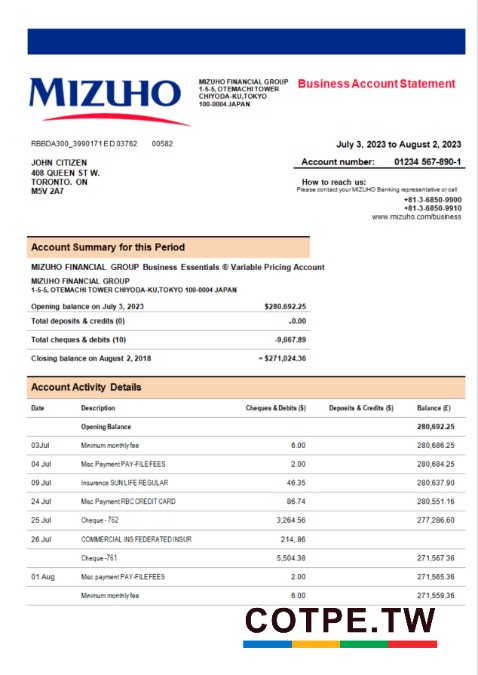 MIZUHO
MIZUHO FINANCIAL GROUP
1-5-5, OTEMACHI TOWER
CHIYODA-KU,TOKYO
100-0004 JAPAN
Business Account Statement
RBBDA300_3990171 E D 03762 00582
July 3, 2023 to August 2, 2023
JOHN CITIZEN
408 QUEEN ST W.
TORONTO. ON
M5V 2A7
Account number: 01234 567-890-1
How to reach us:
Please contact your MIZUHO Banking representative or call
+81-3-6850-9900
+81-3-6850-9910
www.mizuho.com/business
Account Summary for this Period
MIZUHO FINANCIAL GROUP Business Essentials ® Variable Pricing Account
MIZUHO FINANCIAL GROUP
1-5-5, OTEMACHI TOWER CHIYODA-KU,TOKYO 100-0004 JAPAN
Opening balance on July 3, 2023 $280.692.25
Total deposits & credits (0) -0.00
Total cheques & debits (10) -9,667.89
Closing balance on August 2, 2018 = $271,024.36
Account Activity Details
Date Description Cheques & Debits ($) Deposits & Credits ($) Balance (£)
Opening Balance 280,692.25
03Jul Minimum monthly fee 6.00 280,686.25
04 Jul Misc Payment PAY-FILEFEES 2.00 280,684.25
09 Jul Insurance SUN LIFE REGULAR 46.35 280,637.90
24 Jul Misc Payment RBC CREDIT CARD 86.74 280,551.16
25 Jul Cheque -762 3,264.56 277,286.60
26 Jul COMMERCIAL INS FEDERATED INSUR 214,.86
Cheque -761 5,504.38 271,567.36
01 Aug Misc payment PAY-FILEFEES 2.00 271,565.36
Minimum monthly fee 6.00 271,559.36
COTPE.TW